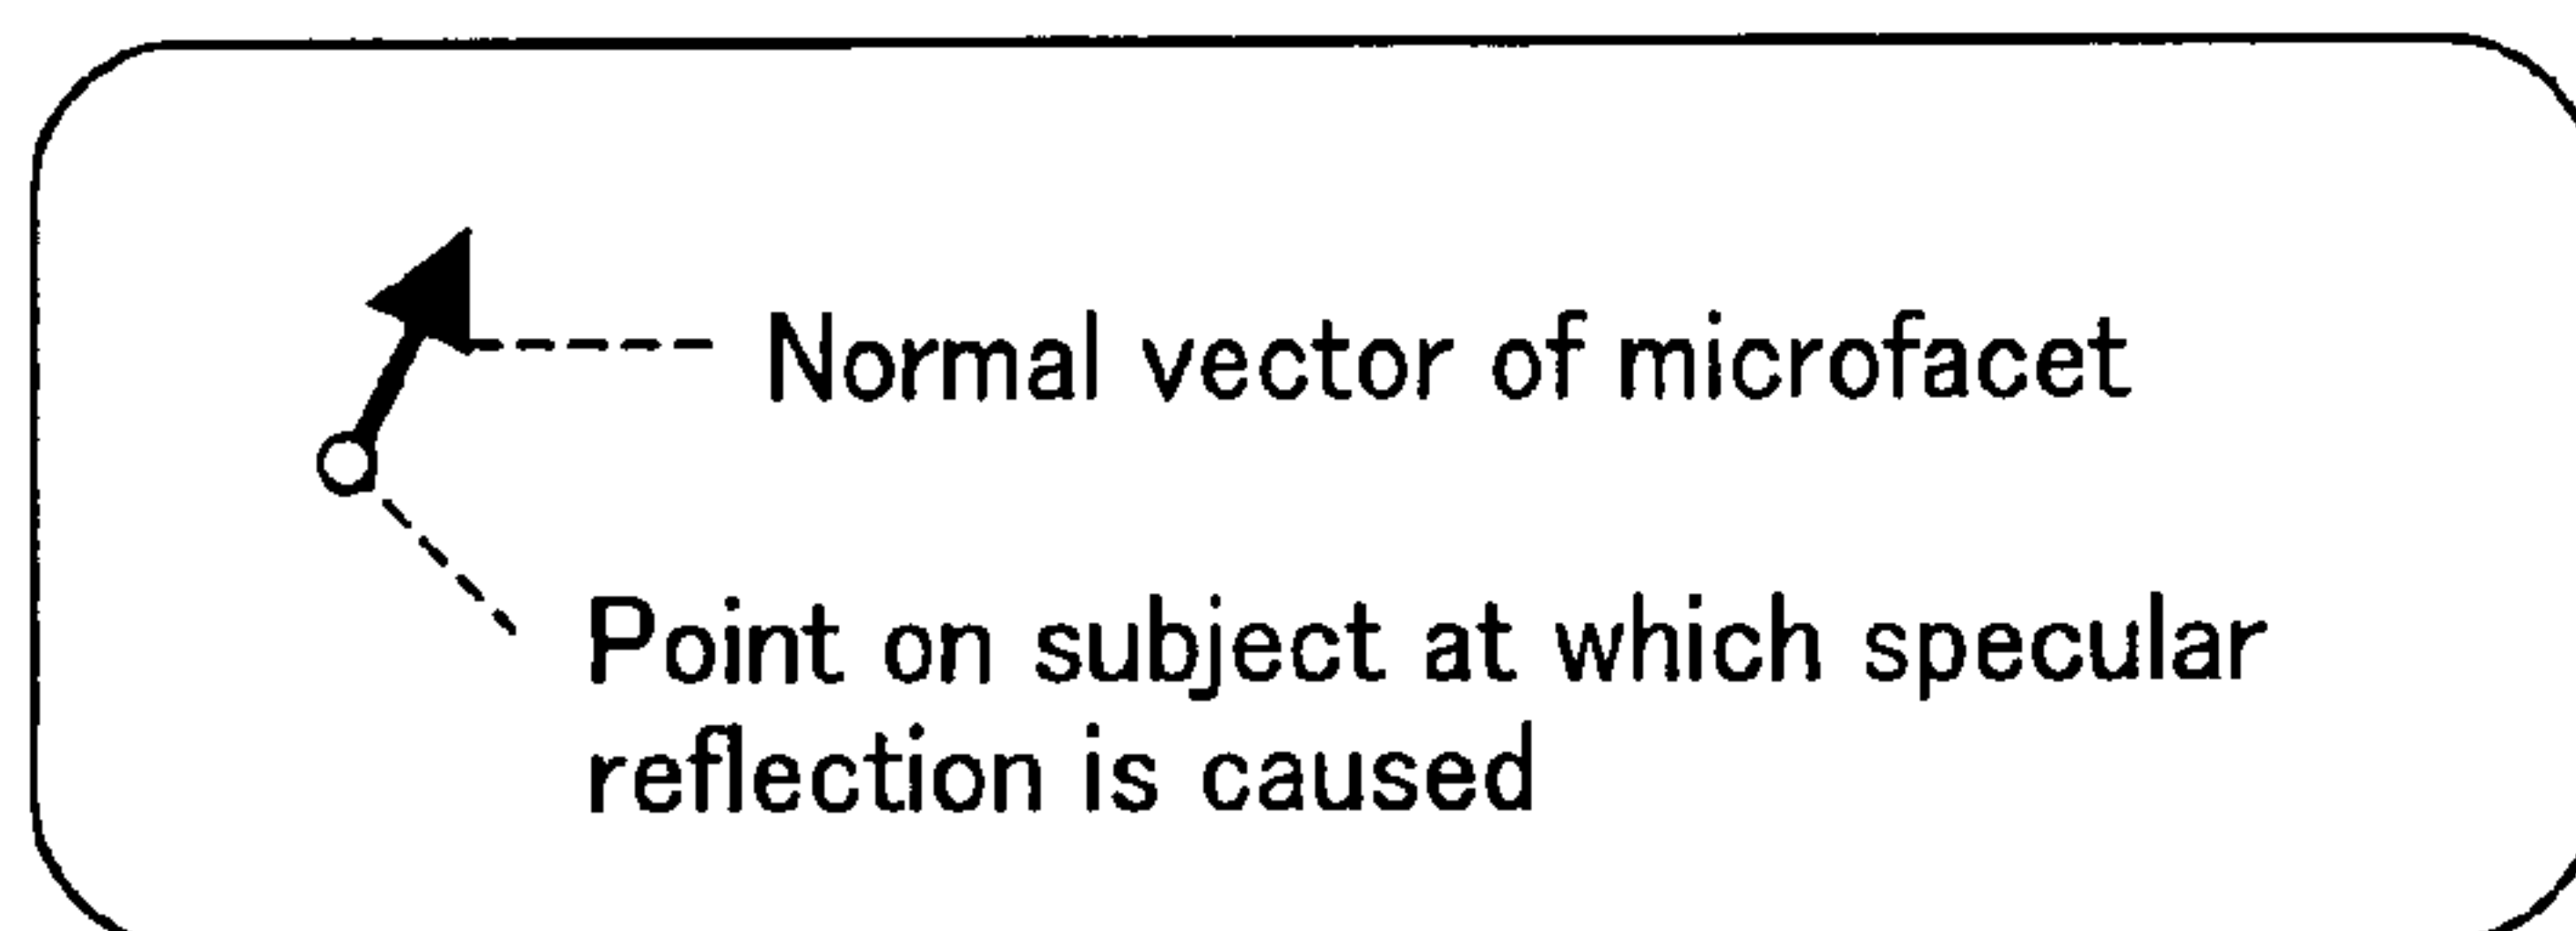 Normal vector of microfacet
Point on subject at which specular
reflection is caused